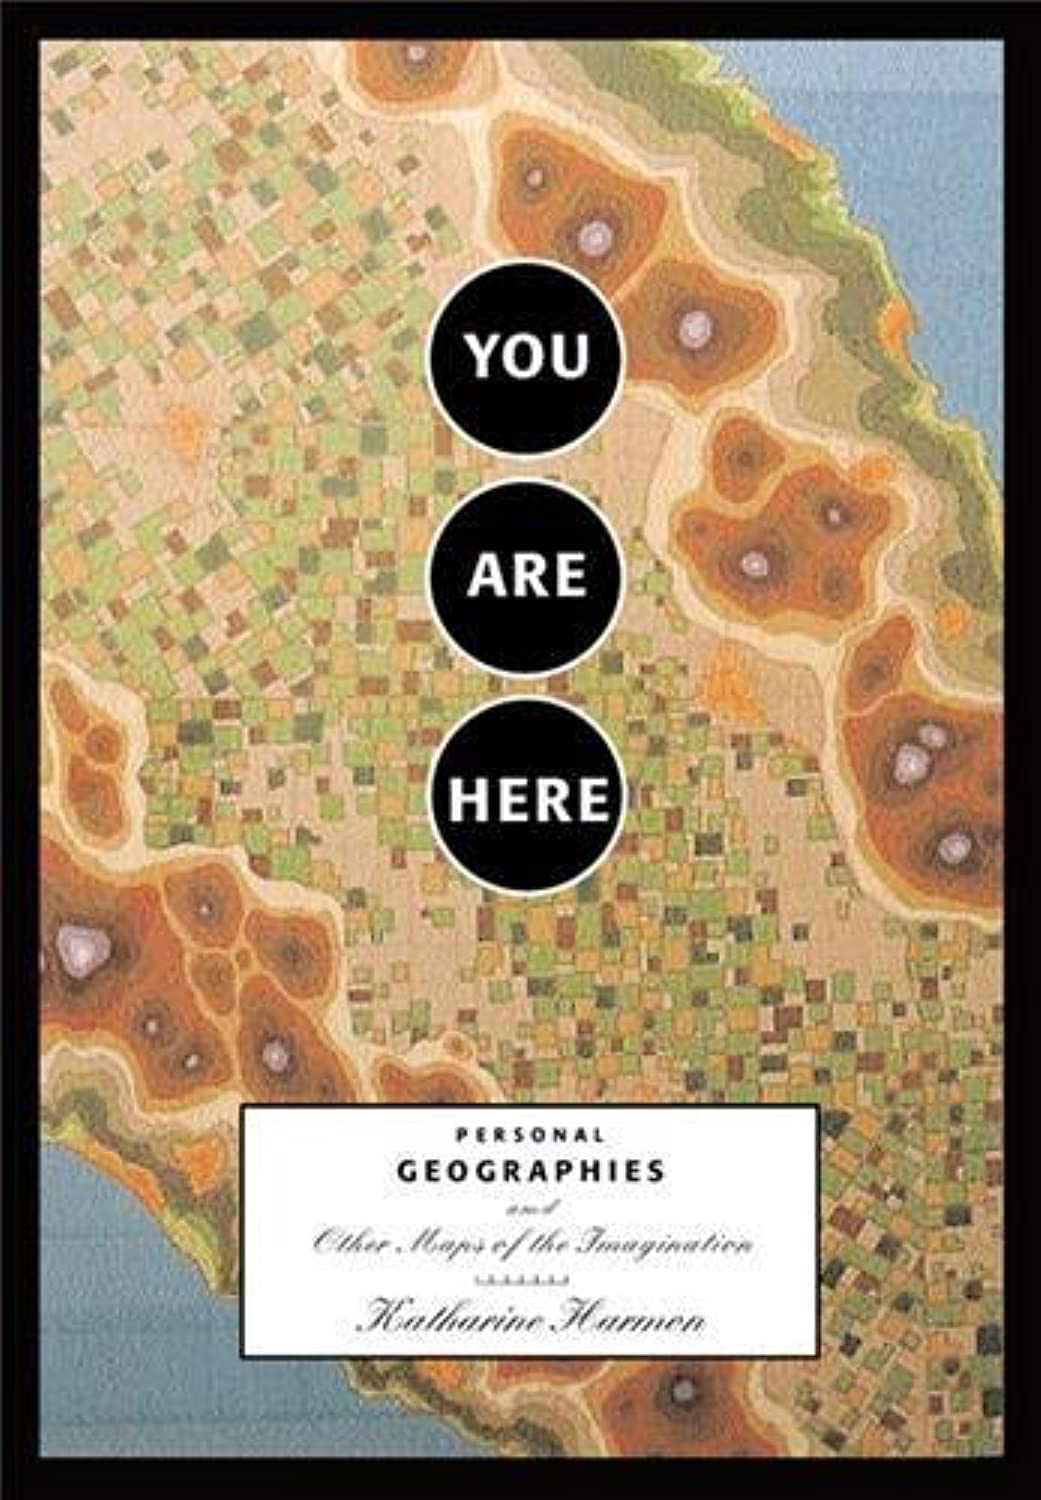 YOU
ARE
HERE
PERSONAL
GEOGRAPHIES
and
Other Maps of the Imagination
Katharine Harmon